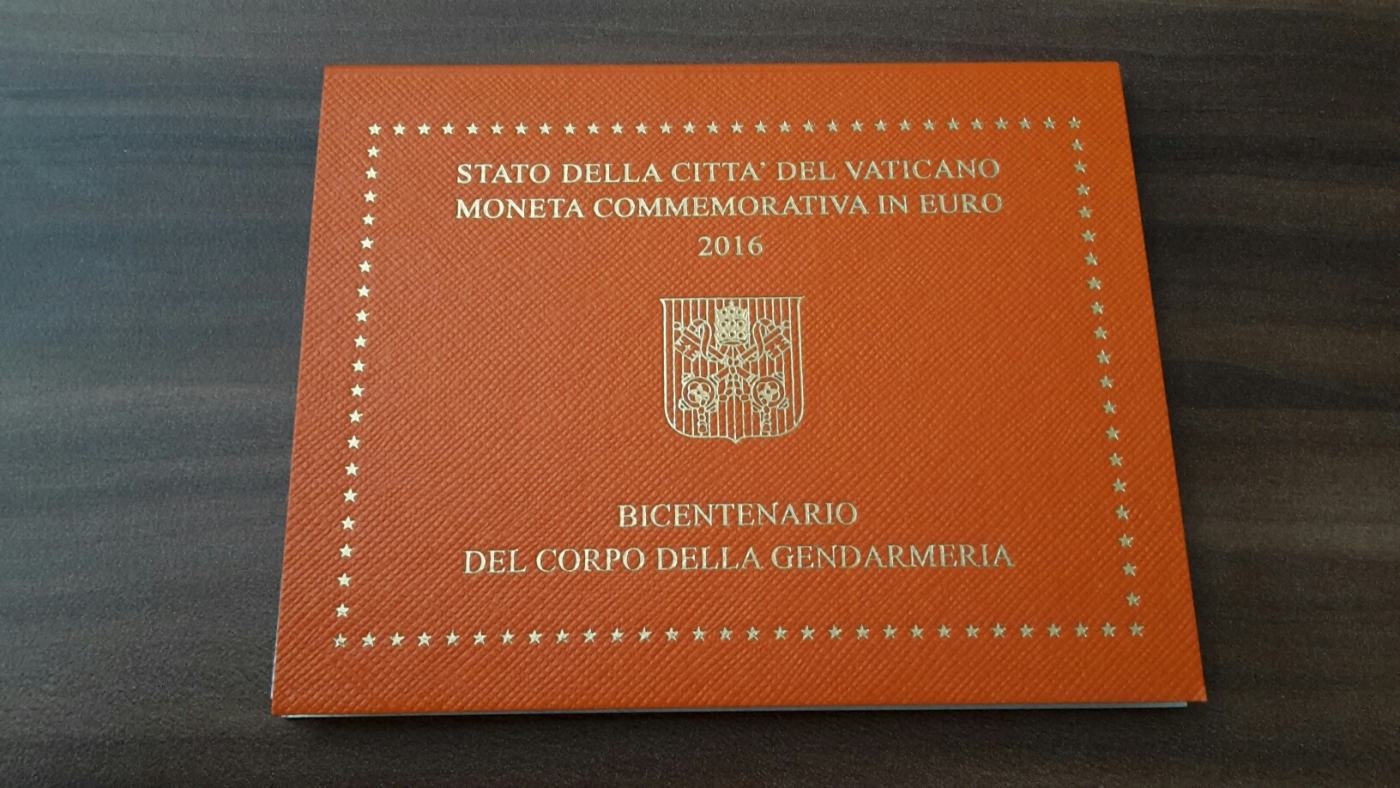 STATO DELLA CITTA' DEL VATICANO
MONETA COMMEMORATIVA IN EURO
2016
BICENTENARIO
DEL CORPO DELLA GENDARMERIA